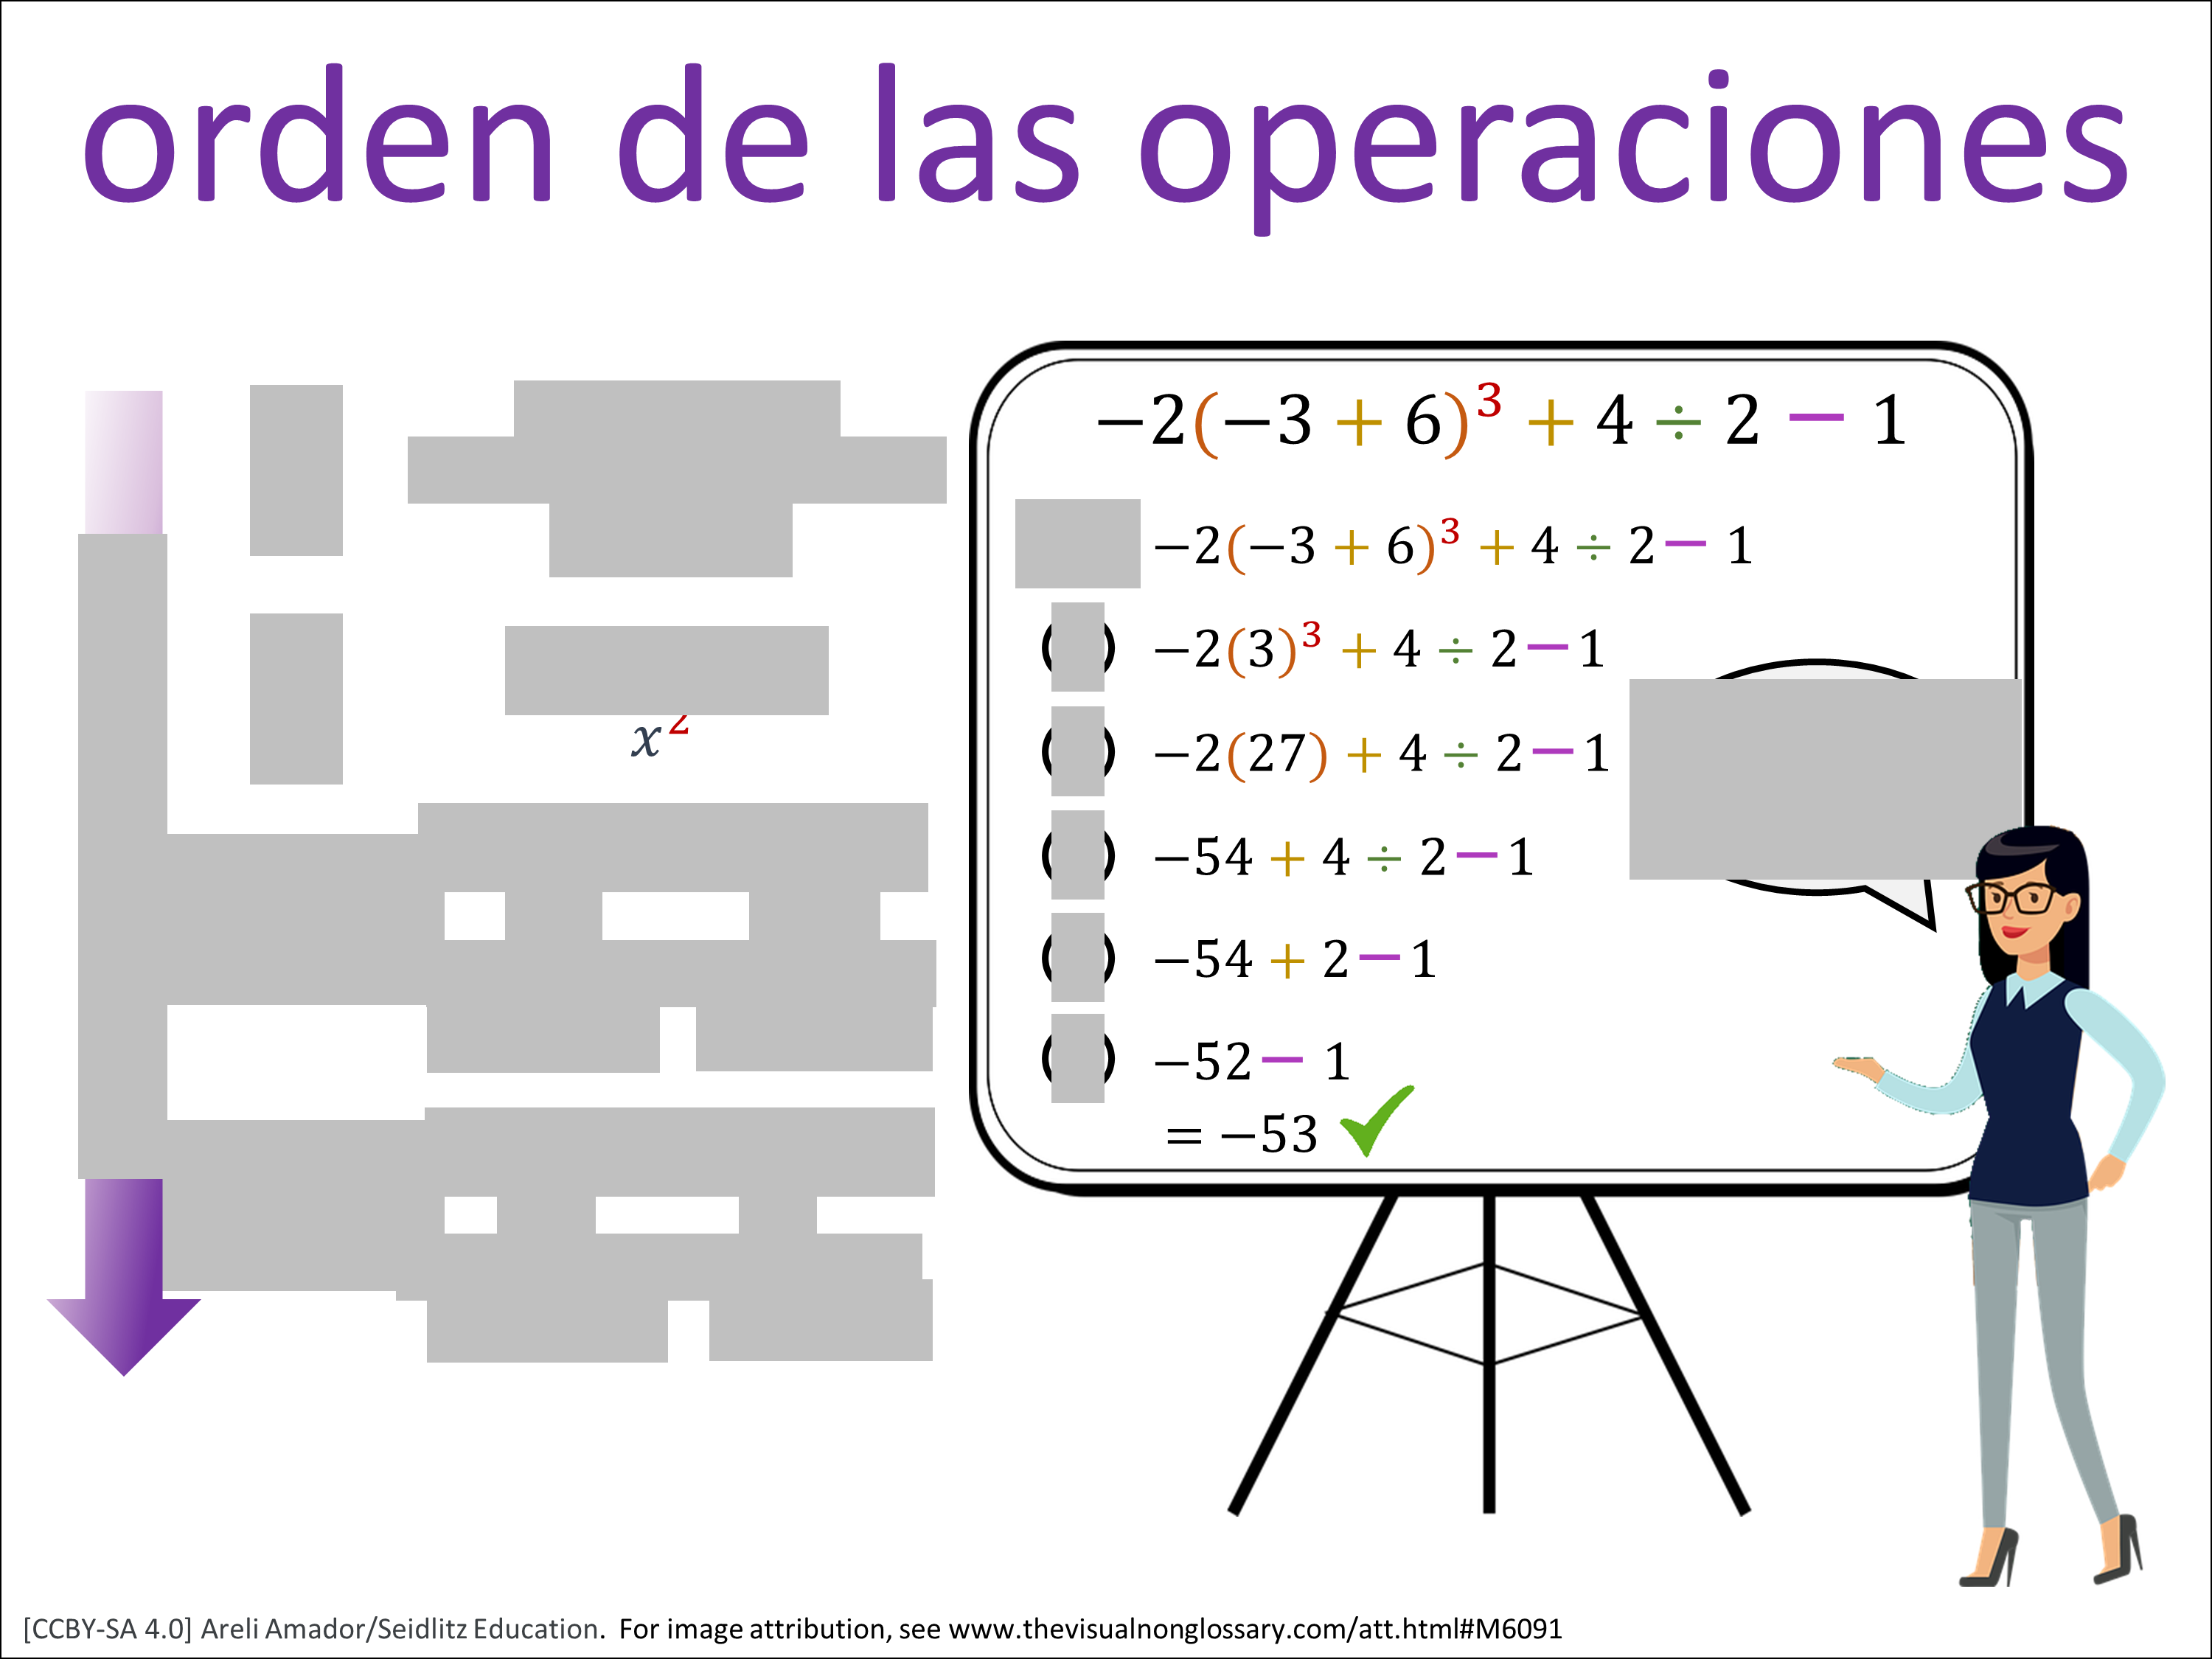 orden de las operaciones
x²
−2(−3 + 6)³ + 4 ÷ 2 − 1
−2(−3 + 6)³ + 4 ÷ 2 − 1
( ) −2(3)³ + 4 ÷ 2 − 1
( ) −2(27) + 4 ÷ 2 − 1
( ) −54 + 4 ÷ 2 − 1
( ) −54 + 2 − 1
( ) −52 − 1
= −53 ✓
[CCBY-SA 4.0] Areli Amador/Seidlitz Education. For image attribution, see www.thevisualnonglossary.com/att.html#M6091